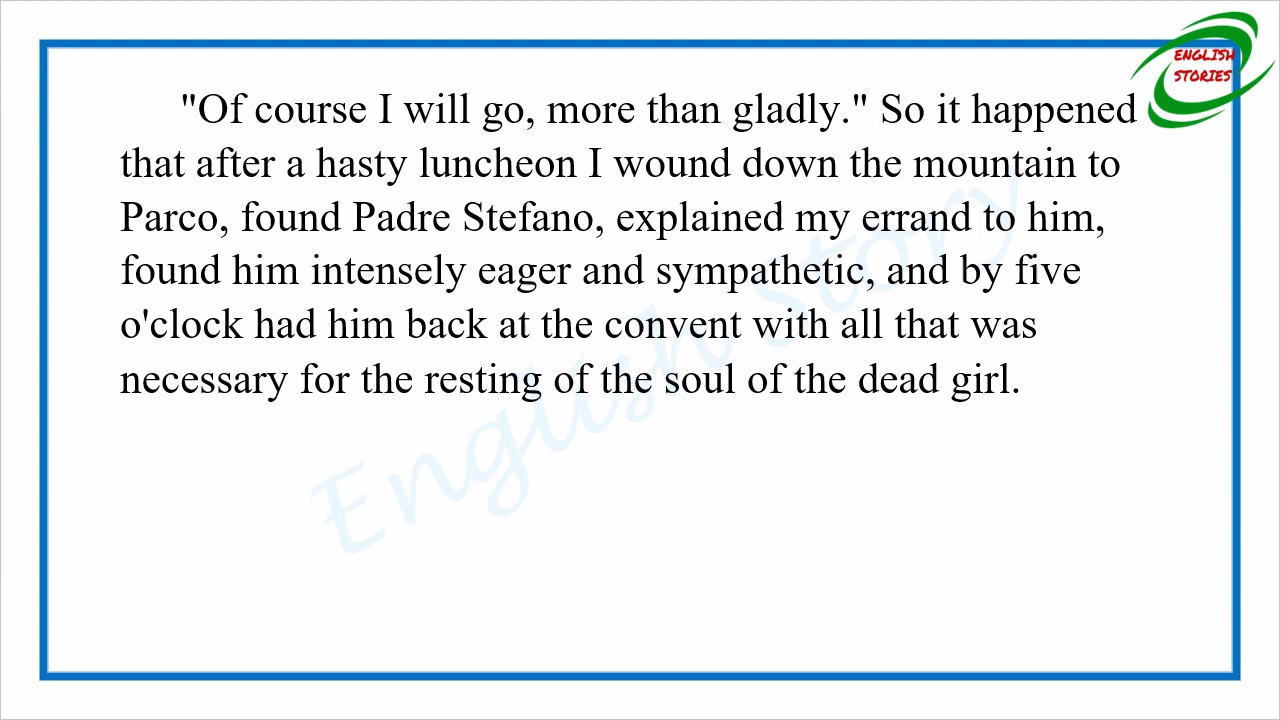 ENGLISH
STORIES
"Of course I will go, more than gladly." So it happened
that after a hasty luncheon I wound down the mountain to
Parco, found Padre Stefano, explained my errand to him,
found him intensely eager and sympathetic, and by five
o'clock had him back at the convent with all that was
necessary for the resting of the soul of the dead girl.
English Story